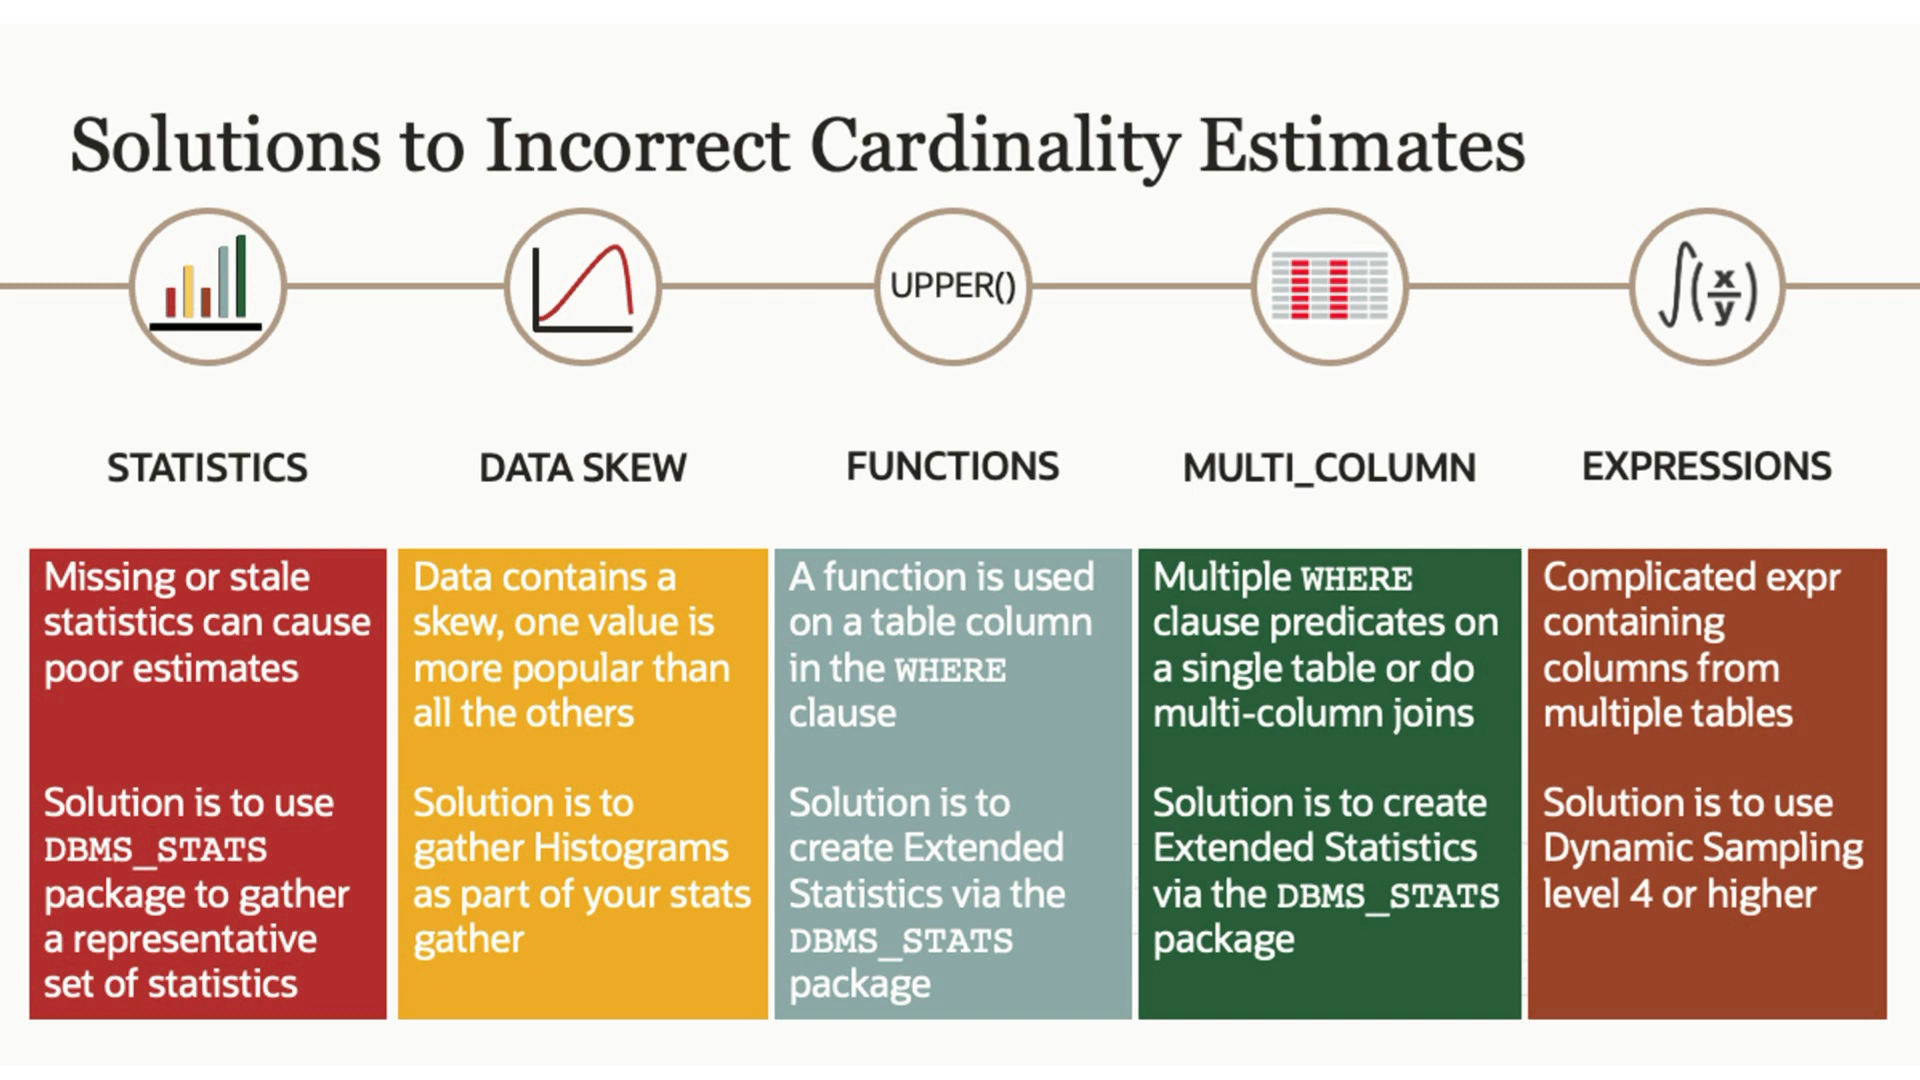 Solutions to Incorrect Cardinality Estimates
UPPER()
∫(x/y)
STATISTICS
DATA SKEW
FUNCTIONS
MULTI_COLUMN
EXPRESSIONS
Missing or stale
statistics can cause
poor estimates
Solution is to use
DBMS_STATS
package to gather
a representative
set of statistics
Data contains a
skew, one value is
more popular than
all the others
Solution is to
gather Histograms
as part of your stats
gather
A function is used
on a table column
in the WHERE
clause
Solution is to
create Extended
Statistics via the
DBMS_STATS
package
Multiple WHERE
clause predicates on
a single table or do
multi-column joins
Solution is to create
Extended Statistics
via the DBMS_STATS
package
Complicated expr
containing
columns from
multiple tables
Solution is to use
Dynamic Sampling
level 4 or higher